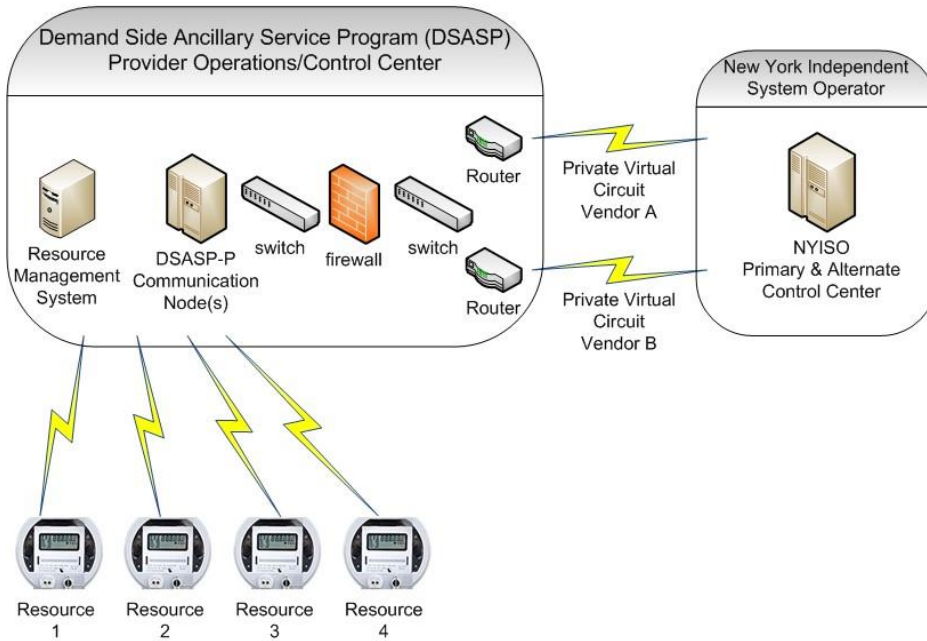 Demand Side Ancillary Service Program (DSASP)
Provider Operations/Control Center
New York Independent
System Operator
Router
Private Virtual
Circuit
Vendor A
switch
firewall
switch
Resource
Management
System
DSASP-P
Communication
Node(s)
Router
Private Virtual
Circuit
Vendor B
NYISO
Primary & Alternate
Control Center
Resource
1
Resource
2
Resource
3
Resource
4